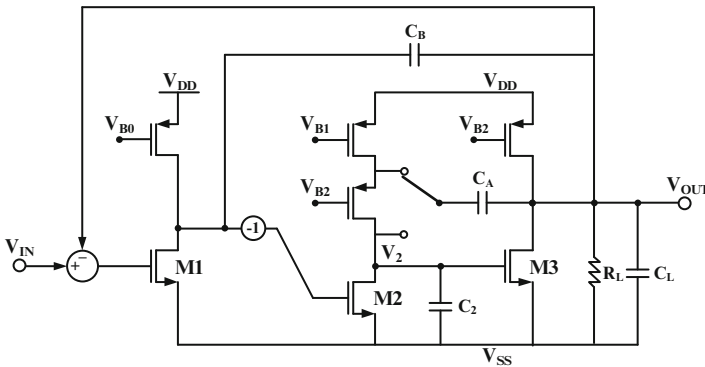 C_B
V_DD
V_DD
V_B0
V_B1
V_B2
V_B2
C_A
V_OUT
-1
V_IN
+
−
M1
V_2
M2
C_2
M3
R_L
C_L
V_SS